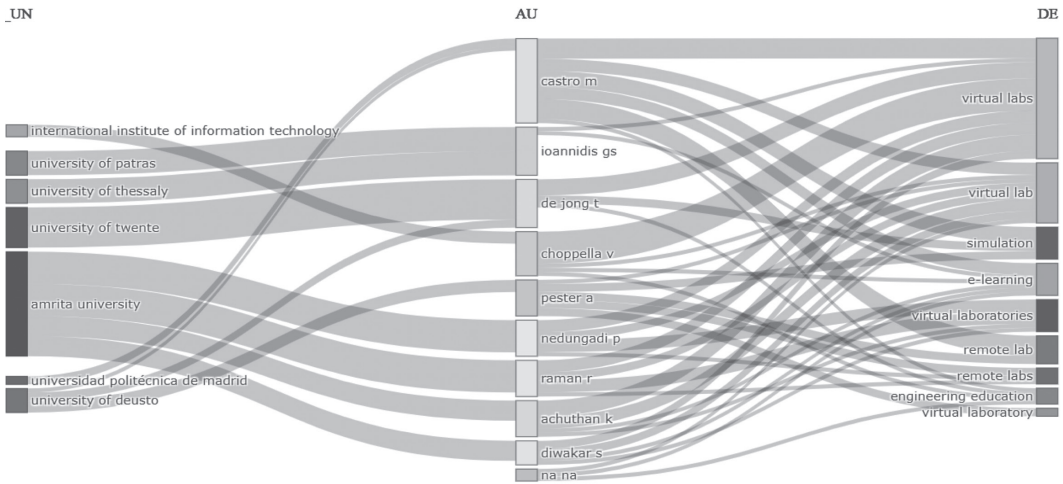 _UN
AU
DE
international institute of information technology
university of patras
university of thessaly
university of twente
amrita university
universidad politécnica de madrid
university of deusto
castro m
ioannidis gs
de jong t
choppella v
pester a
nedungadi p
raman r
achuthan k
diwakar s
na na
virtual labs
virtual lab
simulation
e-learning
virtual laboratories
remote lab
remote labs
engineering education
virtual laboratory